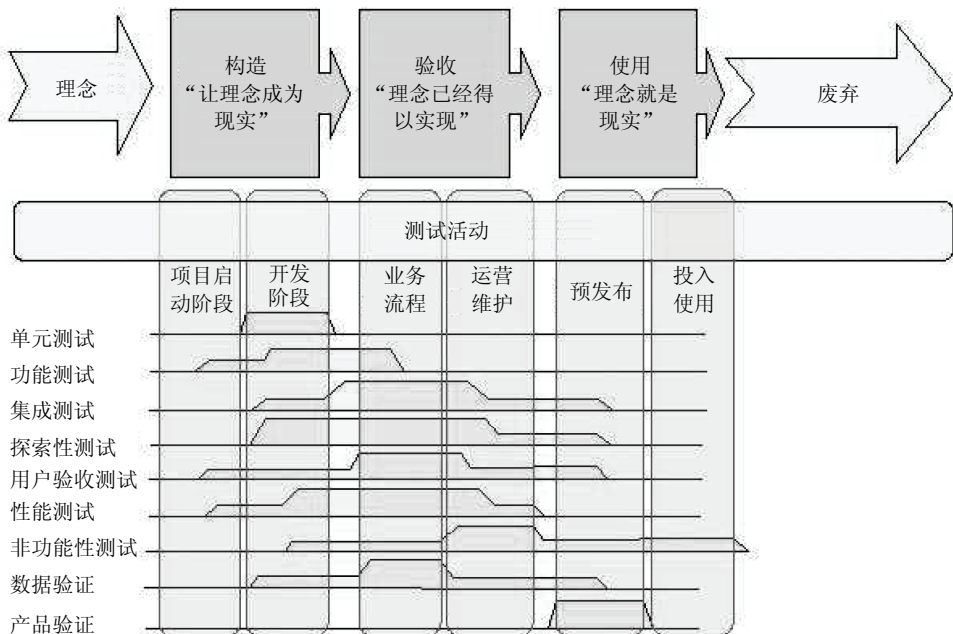 理念
构造
“让理念成为
现实”
验收
“理念已经得
以实现”
使用
“理念就是
现实”
废弃
测试活动
项目启
动阶段
开发
阶段
业务
流程
运营
维护
预发布
投入
使用
单元测试
功能测试
集成测试
探索性测试
用户验收测试
性能测试
非功能性测试
数据验证
产品验证